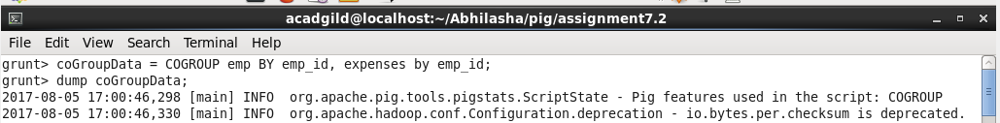 acadgild@localhost:~/Abhilasha/pig/assignment7.2
File Edit View Search Terminal Help
grunt> coGroupData = COGROUP emp BY emp_id, expenses by emp_id;
grunt> dump coGroupData;
2017-08-05 17:00:46,298 [main] INFO  org.apache.pig.tools.pigstats.ScriptState - Pig features used in the script: COGROUP
2017-08-05 17:00:46,330 [main] INFO  org.apache.hadoop.conf.Configuration.deprecation - io.bytes.per.checksum is deprecated.